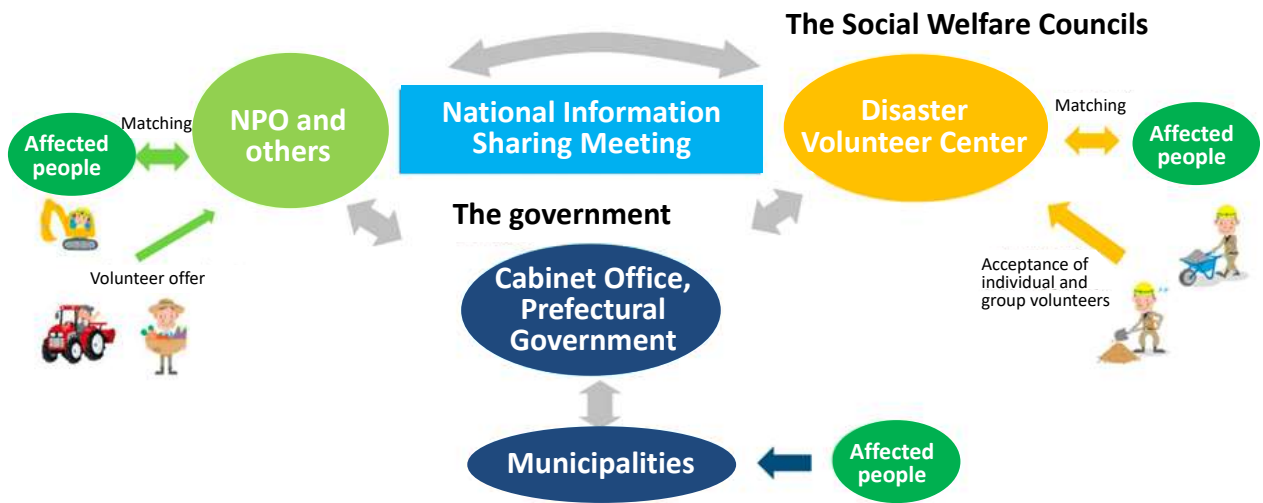 The Social Welfare Councils
NPO and
others
National Information
Sharing Meeting
Disaster
Volunteer Center
Matching
Affected
people
Matching
Affected
people
Volunteer offer
The government
Cabinet Office,
Prefectural
Government
Acceptance of
individual and
group volunteers
Municipalities
Affected
people